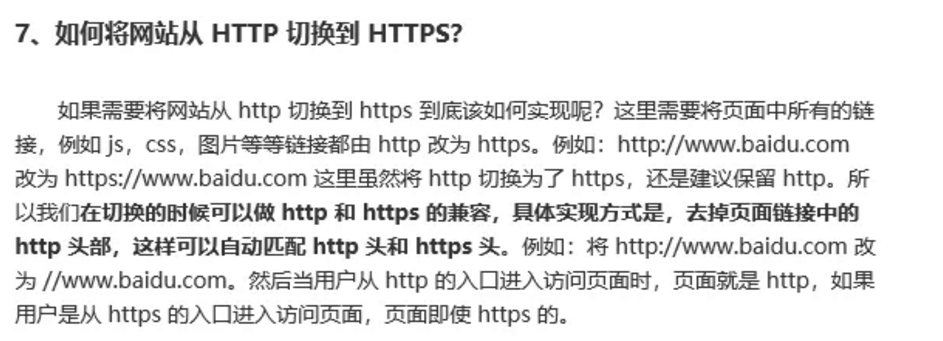 7、如何将网站从 HTTP 切换到 HTTPS?
如果需要将网站从 http 切换到 https 到底该如何实现呢？这里需要将页面中所有的链
接，例如 js，css，图片等等链接都由 http 改为 https。例如：http://www.baidu.com
改为 https://www.baidu.com 这里虽然将 http 切换为了 https，还是建议保留 http。所
以我们在切换的时候可以做 http 和 https 的兼容，具体实现方式是，去掉页面链接中的
http 头部，这样可以自动匹配 http 头和 https 头。例如：将 http://www.baidu.com 改
为 //www.baidu.com。然后当用户从 http 的入口进入访问页面时，页面就是 http，如果
用户是从 https 的入口进入访问页面，页面即使 https 的。